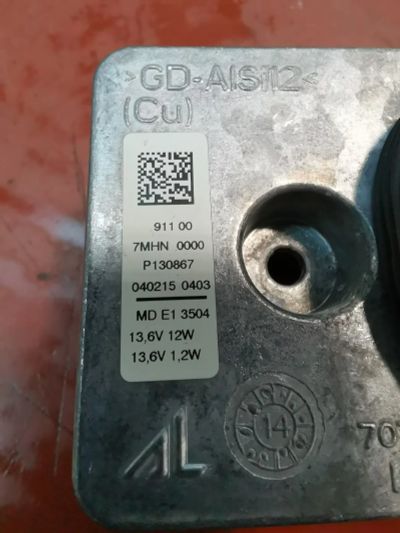 >GD-AlSi12<
(Cu)
911 00
7MHN 0000
P130867
040215 0403
MD E1 3504
13,6V 12W
13,6V 1,2W
14
AL